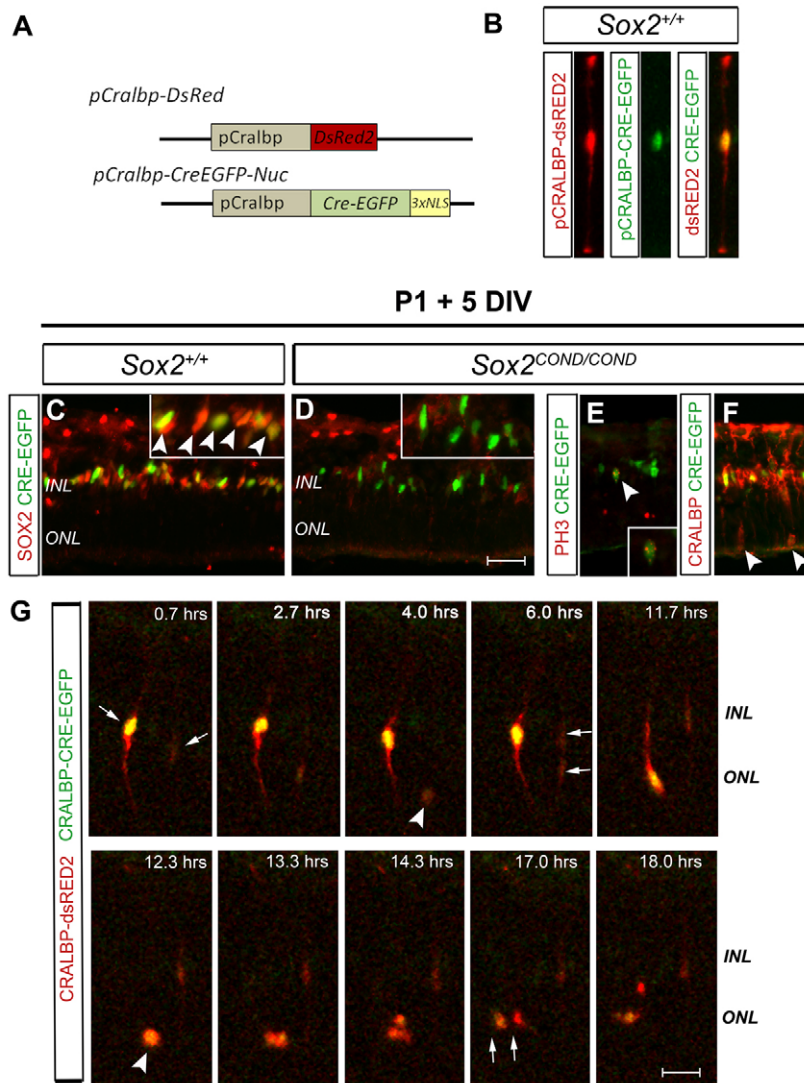 A
pCralbp-DsRed
pCralbp DsRed2
pCralbp-CreEGFP-Nuc
pCralbp Cre-EGFP 3xNLS
B
Sox2+/+
pCRALBP-dsRED2
pCRALBP-CRE-EGFP
dsRED2 CRE-EGFP
P1 + 5 DIV
Sox2+/+
Sox2COND/COND
SOX2 CRE-EGFP
C
INL
ONL
D
INL
ONL
PH3 CRE-EGFP
E
CRALBP CRE-EGFP
F
G
CRALBP-dsRED2 CRALBP-CRE-EGFP
0.7 hrs 2.7 hrs 4.0 hrs 6.0 hrs 11.7 hrs
INL
ONL
12.3 hrs 13.3 hrs 14.3 hrs 17.0 hrs 18.0 hrs
INL
ONL